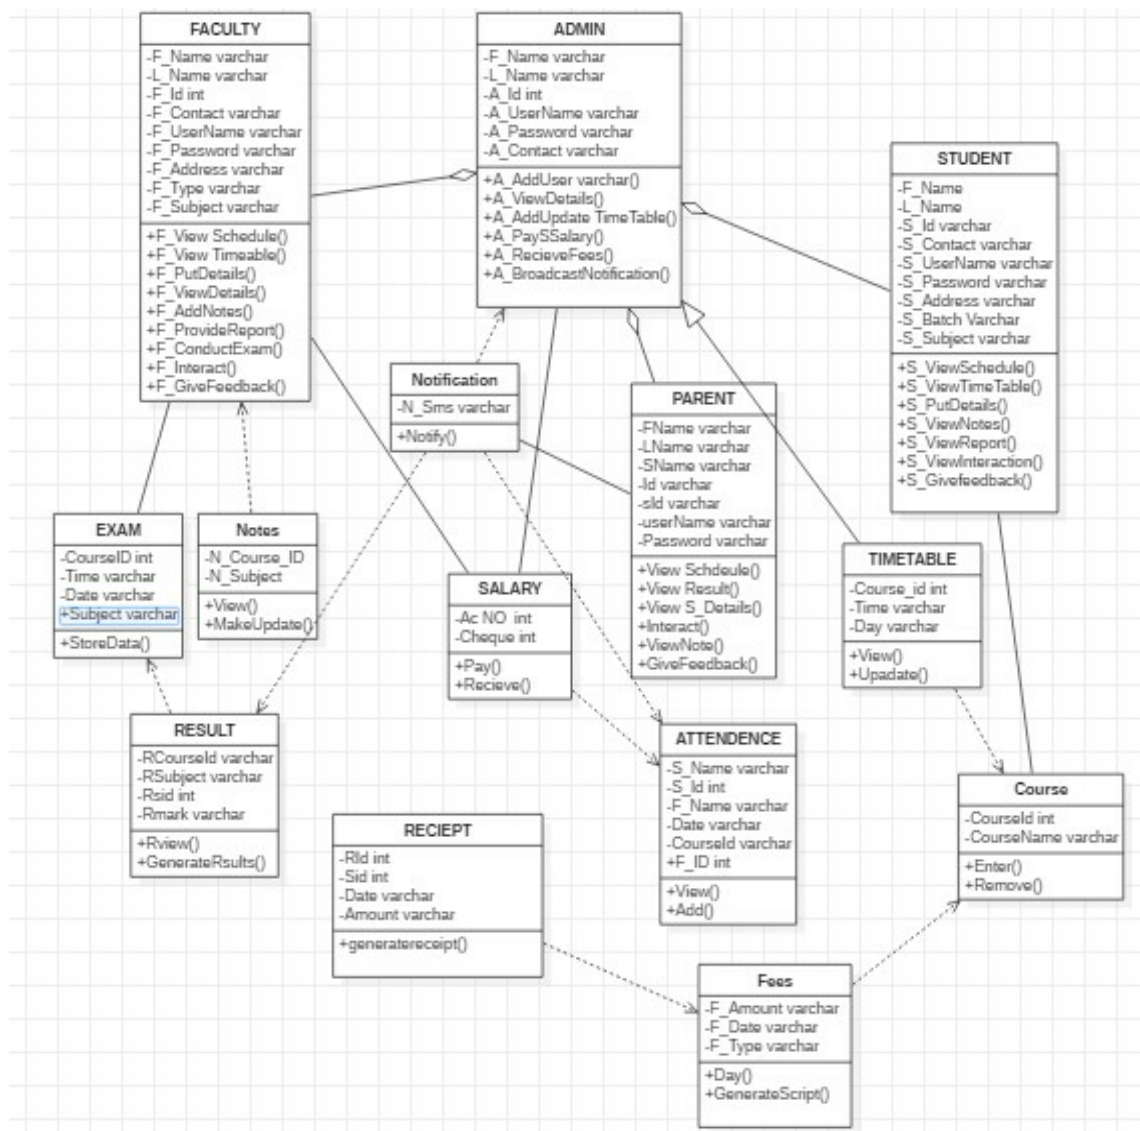 FACULTY
-F_Name varchar
-L_Name varchar
-F_Id int
-F_Contact varchar
-F_UserName varchar
-F_Password varchar
-F_Address varchar
-F_Type varchar
-F_Subject varchar
+F_View Schedule()
+F_View Timeable()
+F_PutDetails()
+F_ViewDetails()
+F_AddNotes()
+F_ProvideReport()
+F_ConductExam()
+F_Interact()
+F_GiveFeedback()
ADMIN
-F_Name varchar
-L_Name varchar
-A_Id int
-A_UserName varchar
-A_Password varchar
-A_Contact varchar
+A_AddUser varchar()
+A_ViewDetails()
+A_AddUpdate TimeTable()
+A_PaySSalary()
+A_RecieveFees()
+A_BroadcastNotification()
STUDENT
-F_Name
-L_Name
-S_Id varchar
-S_Contact varchar
-S_UserName varchar
-S_Password varchar
-S_Address varchar
-S_Batch Varchar
-S_Subject varchar
+S_ViewSchedule()
+S_ViewTimeTable()
+S_PutDetails()
+S_ViewNotes()
+S_ViewReport()
+S_ViewInteraction()
+S_Givefeedback()
Notification
-N_Sms varchar
+Notify()
PARENT
-FName varchar
-LName varchar
-SName varchar
-Id varchar
-sId varchar
-userName varchar
-Password varchar
+View Schdeule()
+View Result()
+View S_Details()
+Interact()
+ViewNote()
+GiveFeedback()
EXAM
-CourseID int
-Time varchar
-Date varchar
+Subject varchar
+StoreData()
Notes
-N_Course_ID
-N_Subject
+View()
+MakeUpdate()
SALARY
-Ac NO int
-Cheque int
+Pay()
+Recieve()
TIMETABLE
-Course_id int
-Time varchar
-Day varchar
+View()
+Upadate()
RESULT
-RCourseId varchar
-RSubject varchar
-Rsid int
-Rmark varchar
+Rview()
+GenerateRsults()
ATTENDENCE
-S_Name varchar
-S_Id int
-F_Name varchar
-Date varchar
-CourseId varchar
+F_ID int
+View()
+Add()
Course
-CourseId int
-CourseName varchar
+Enter()
+Remove()
RECIEPT
-RId int
-Sid int
-Date varchar
-Amount varchar
+generatereceipt()
Fees
-F_Amount varchar
-F_Date varchar
-F_Type varchar
+Day()
+GenerateScript()